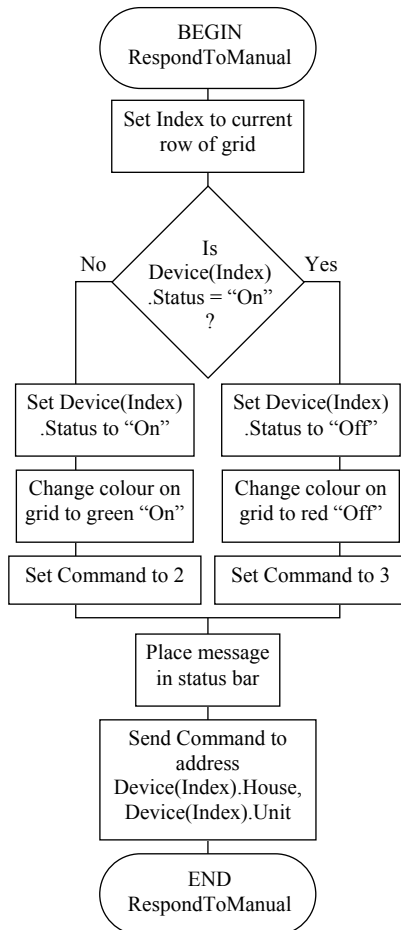 BEGIN
RespondToManual
Set Index to current
row of grid
Is
Device(Index)
.Status = “On”
?
No
Yes
Set Device(Index)
.Status to “On”
Change colour on
grid to green “On”
Set Command to 2
Set Device(Index)
.Status to “Off”
Change colour on
grid to red “Off”
Set Command to 3
Place message
in status bar
Send Command to
address
Device(Index).House,
Device(Index).Unit
END
RespondToManual